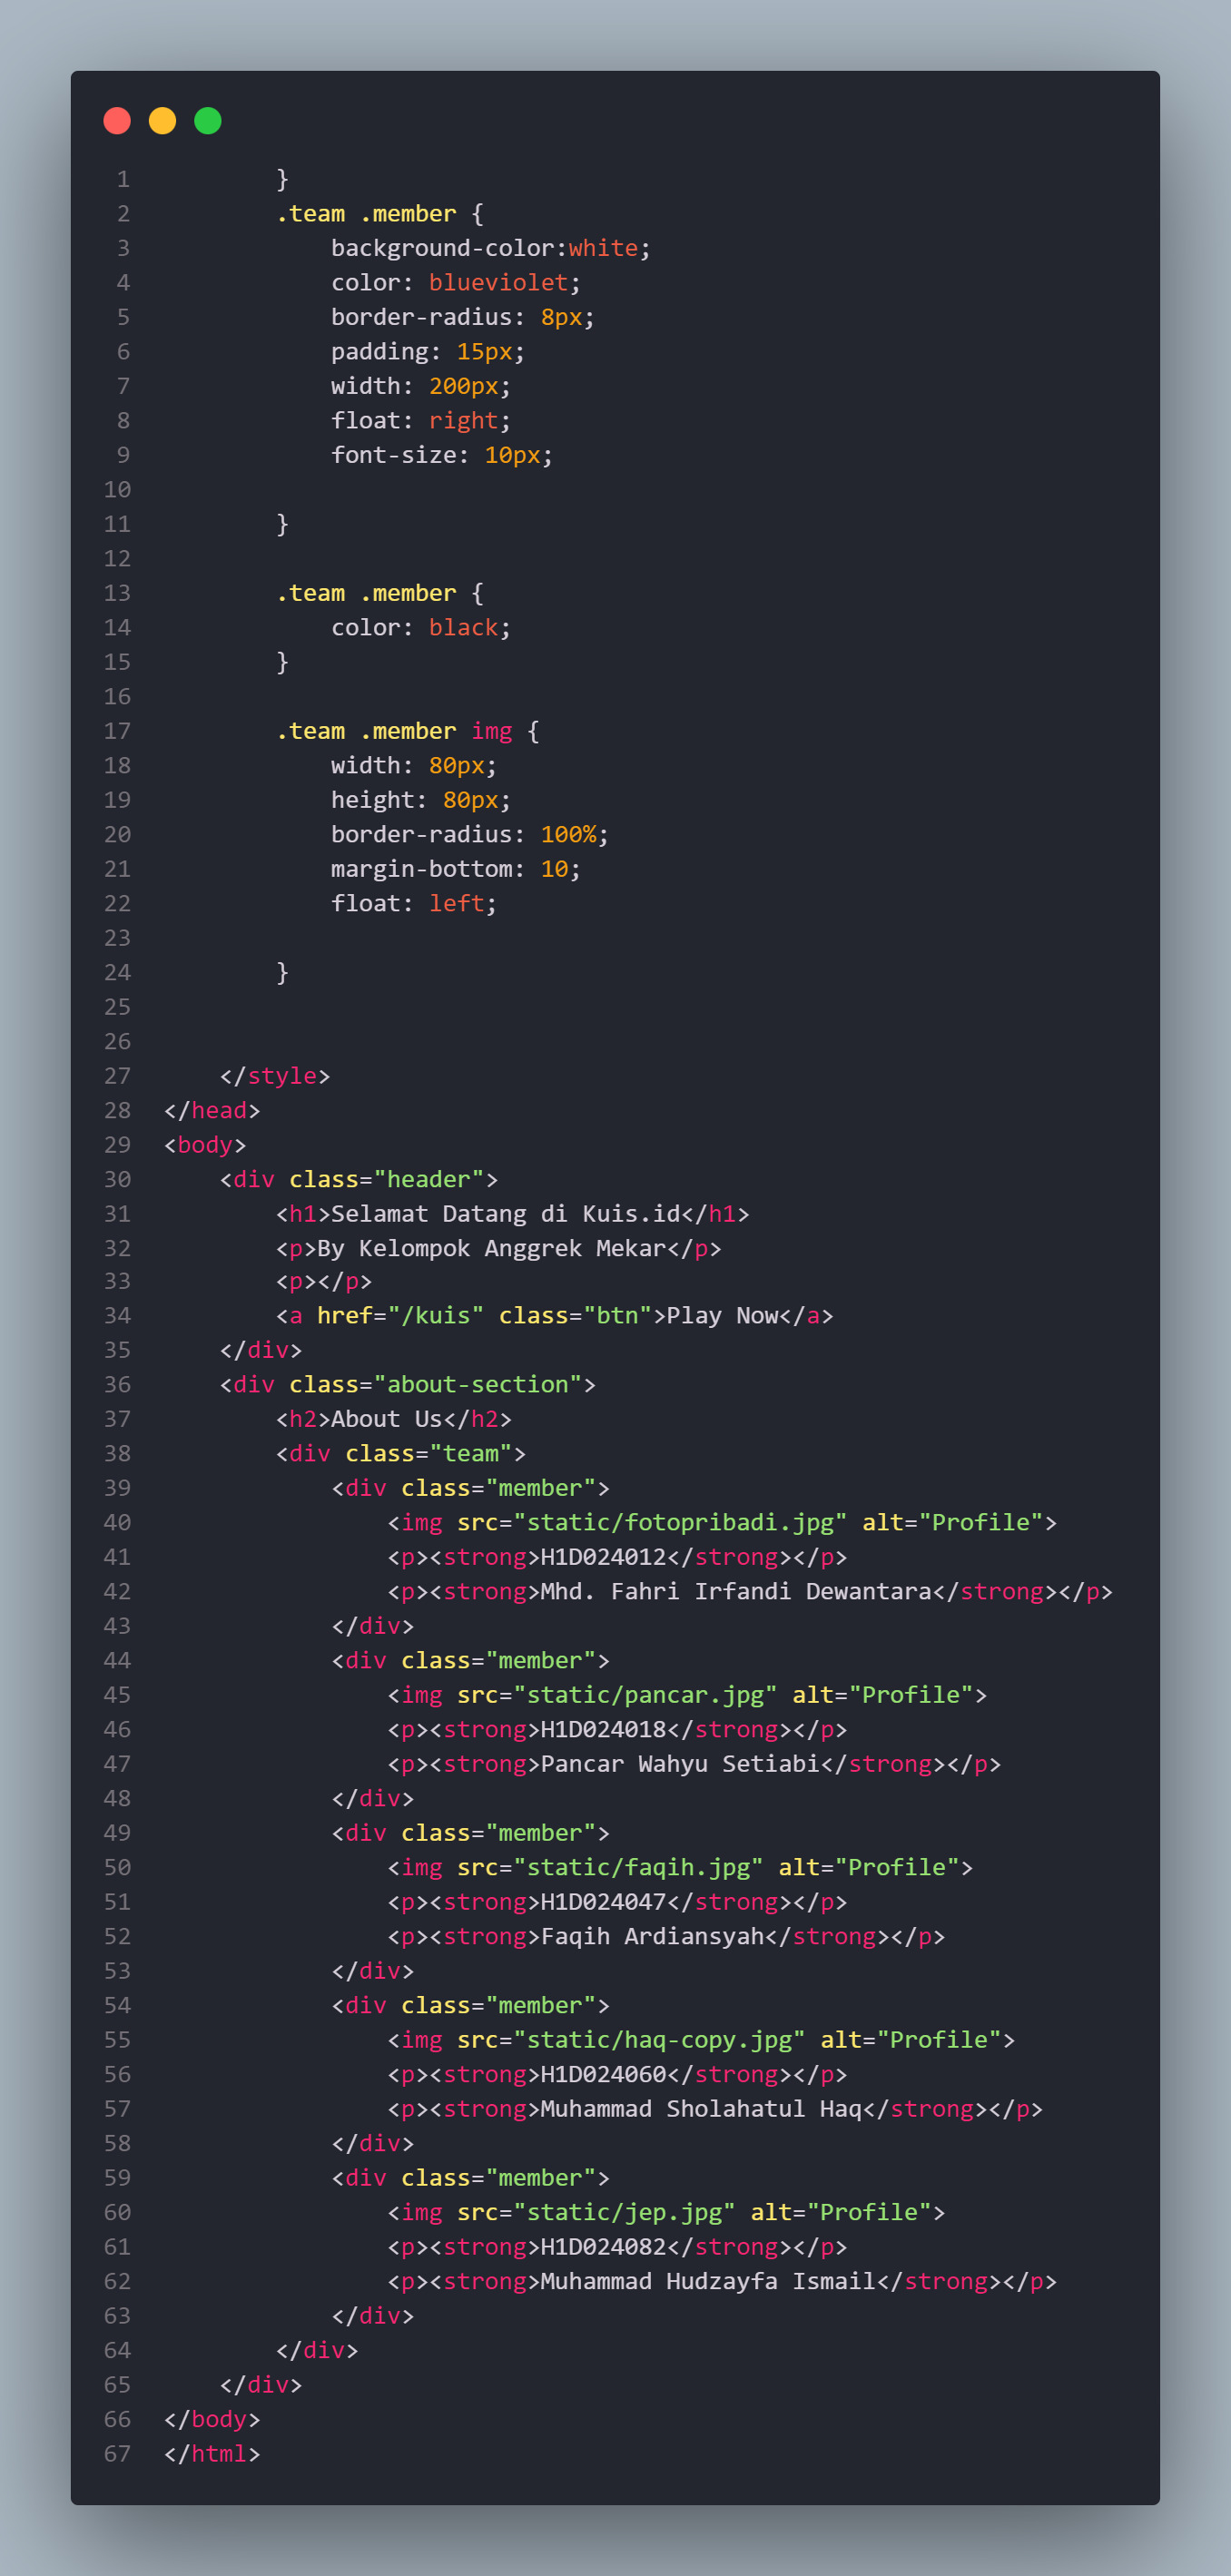 1         }
2         .team .member {
3             background-color:white;
4             color: blueviolet;
5             border-radius: 8px;
6             padding: 15px;
7             width: 200px;
8             float: right;
9             font-size: 10px;
10
11         }
12
13         .team .member {
14             color: black;
15         }
16
17         .team .member img {
18             width: 80px;
19             height: 80px;
20             border-radius: 100%;
21             margin-bottom: 10;
22             float: left;
23
24         }
25
26
27     </style>
28 </head>
29 <body>
30     <div class="header">
31         <h1>Selamat Datang di Kuis.id</h1>
32         <p>By Kelompok Anggrek Mekar</p>
33         <p></p>
34         <a href="/kuis" class="btn">Play Now</a>
35     </div>
36     <div class="about-section">
37         <h2>About Us</h2>
38         <div class="team">
39             <div class="member">
40                 <img src="static/fotopribadi.jpg" alt="Profile">
41                 <p><strong>H1D024012</strong></p>
42                 <p><strong>Mhd. Fahri Irfandi Dewantara</strong></p>
43             </div>
44             <div class="member">
45                 <img src="static/pancar.jpg" alt="Profile">
46                 <p><strong>H1D024018</strong></p>
47                 <p><strong>Pancar Wahyu Setiabi</strong></p>
48             </div>
49             <div class="member">
50                 <img src="static/faqih.jpg" alt="Profile">
51                 <p><strong>H1D024047</strong></p>
52                 <p><strong>Faqih Ardiansyah</strong></p>
53             </div>
54             <div class="member">
55                 <img src="static/haq-copy.jpg" alt="Profile">
56                 <p><strong>H1D024060</strong></p>
57                 <p><strong>Muhammad Sholahatul Haq</strong></p>
58             </div>
59             <div class="member">
60                 <img src="static/jep.jpg" alt="Profile">
61                 <p><strong>H1D024082</strong></p>
62                 <p><strong>Muhammad Hudzayfa Ismail</strong></p>
63             </div>
64         </div>
65     </div>
66 </body>
67 </html>